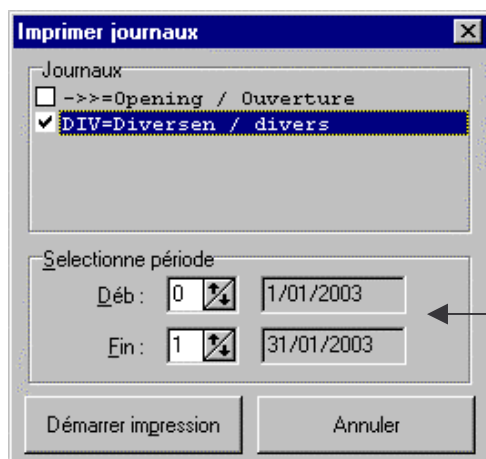 Imprimer journaux
Journaux
->>=Opening / Ouverture
DIV=Diversen / divers
Selectionne période
Déb : 0 1/01/2003
Fin : 1 31/01/2003
Démarrer impression Annuler